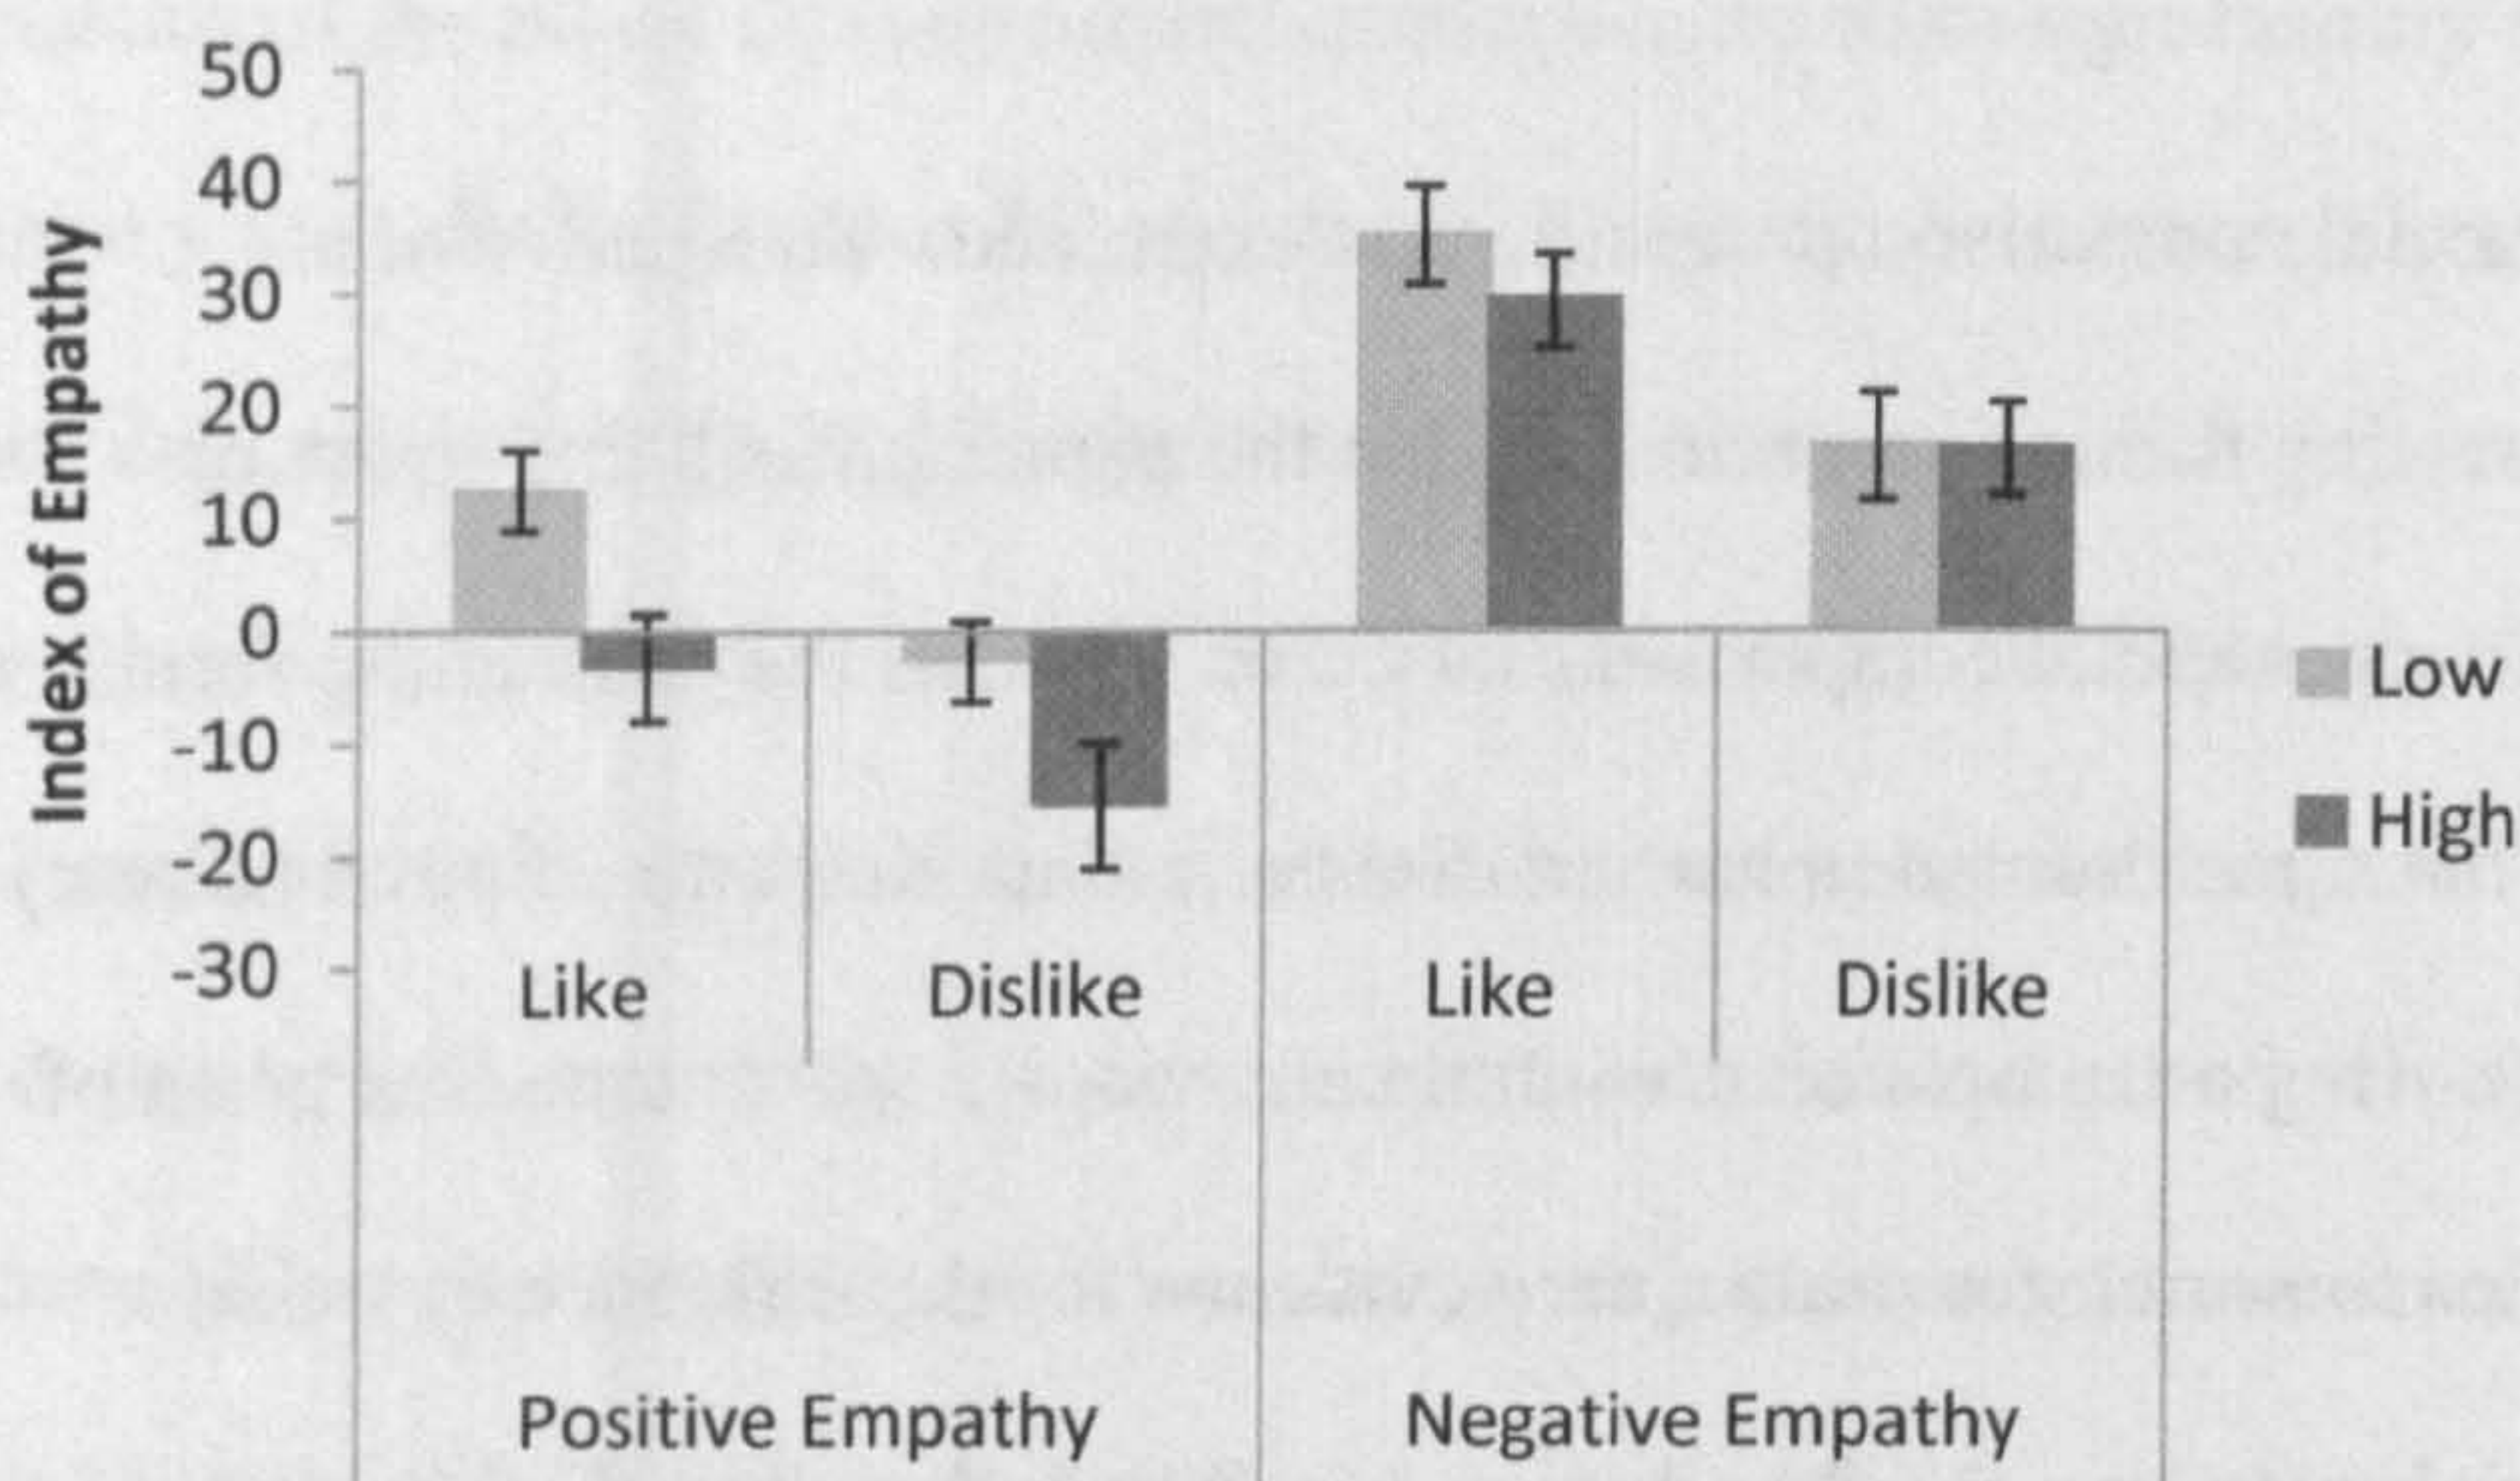 Index of Empathy
50
40
30
20
10
0
-10
-20
-30
Like
Dislike
Like
Dislike
Positive Empathy
Negative Empathy
Low
High